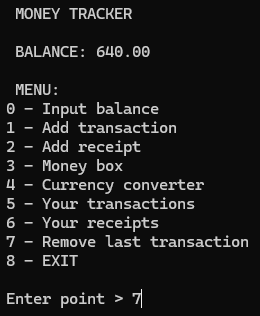 MONEY TRACKER
BALANCE: 640.00
MENU:
0 - Input balance
1 - Add transaction
2 - Add receipt
3 - Money box
4 - Currency converter
5 - Your transactions
6 - Your receipts
7 - Remove last transaction
8 - EXIT
Enter point > 7